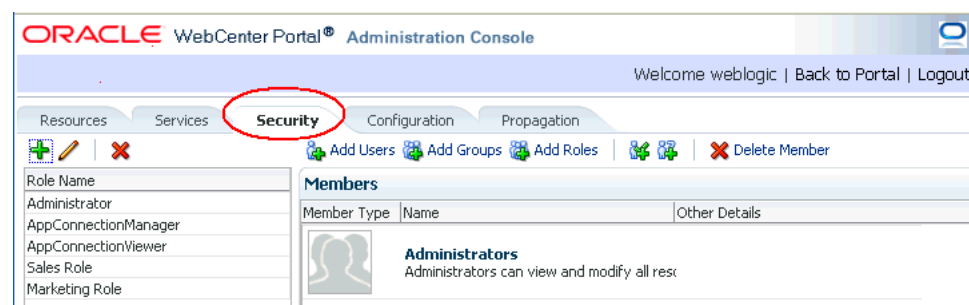 ORACLE WebCenter Portal® Administration Console
Welcome weblogic | Back to Portal | Logout
Resources Services Security Configuration Propagation
Add Users Add Groups Add Roles | | Delete Member
Role Name
Administrator
AppConnectionManager
AppConnectionViewer
Sales Role
Marketing Role
Members
Member Type Name Other Details
Administrators
Administrators can view and modify all resc